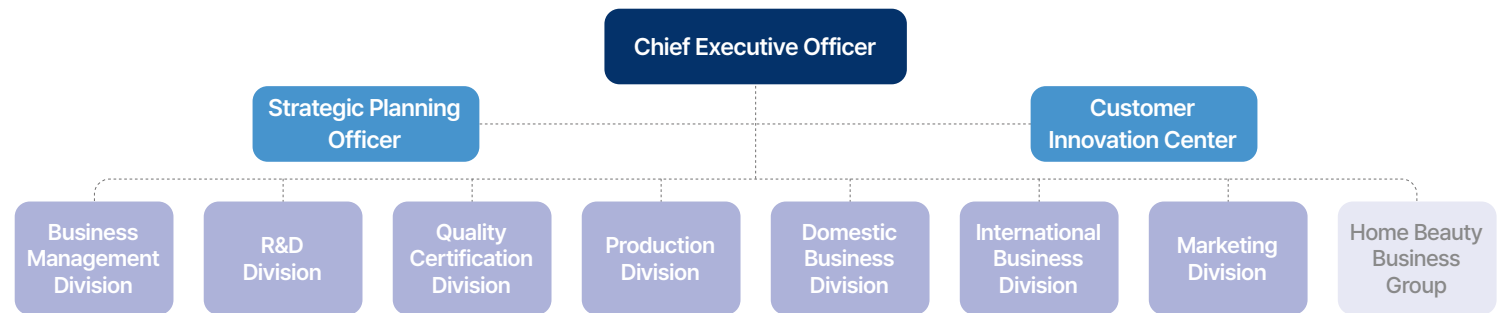 Chief Executive Officer
Strategic Planning
Officer
Customer
Innovation Center
Business
Management
Division
R&D
Division
Quality
Certification
Division
Production
Division
Domestic
Business
Division
International
Business
Division
Marketing
Division
Home Beauty
Business
Group